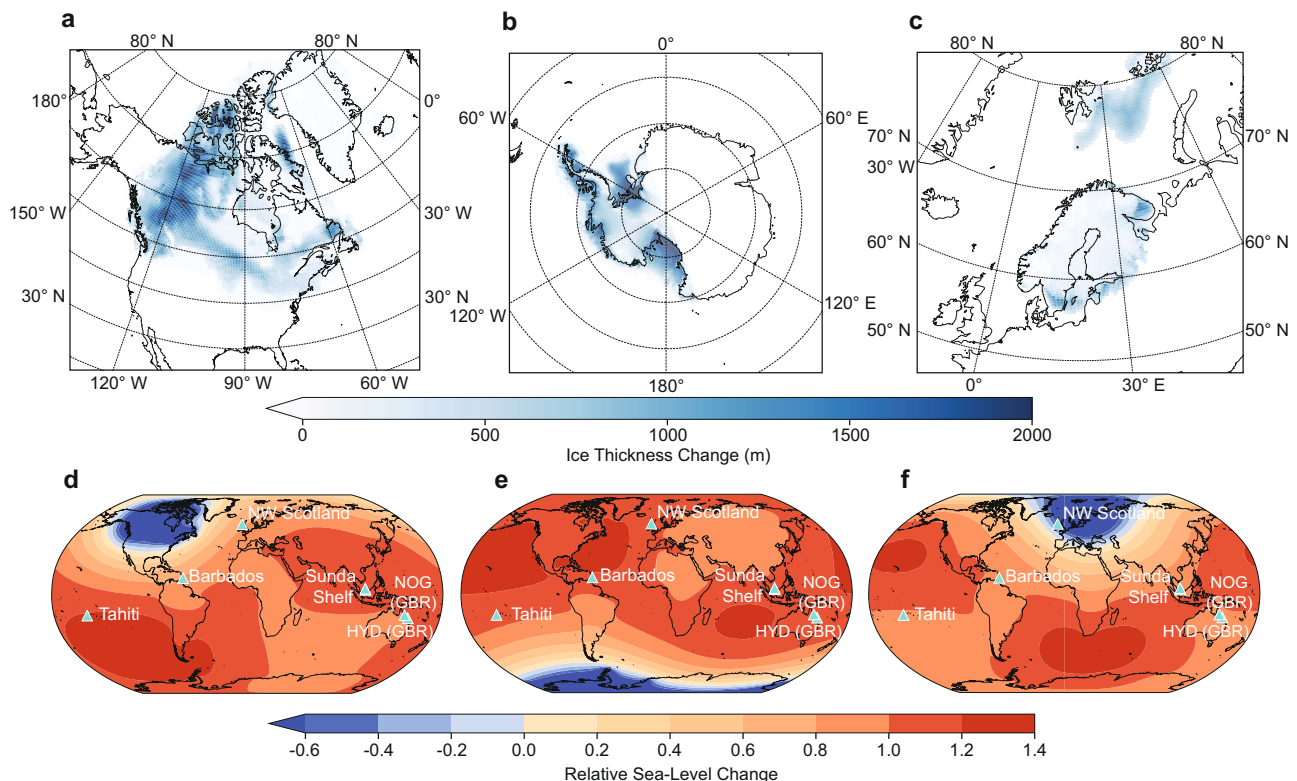 a
80° N
80° N
180°
0°
150° W
30° W
30° N
30° N
120° W
90° W
60° W
b
0°
60° W
60° E
120° W
120° E
180°
c
80° N
80° N
70° N
70° N
30° W
60° N
60° N
50° N
50° N
0°
30° E
0
500
1000
1500
2000
Ice Thickness Change (m)
d
NW Scotland
Barbados
Sunda
Shelf
NOG
(GBR)
Tahiti
HYD (GBR)
e
NW Scotland
Barbados
Sunda
Shelf
NOG
(GBR)
Tahiti
HYD (GBR)
f
NW Scotland
Barbados
Sunda
Shelf
NOG
(GBR)
Tahiti
HYD (GBR)
-0.6
-0.4
-0.2
0.0
0.2
0.4
0.6
0.8
1.0
1.2
1.4
Relative Sea-Level Change